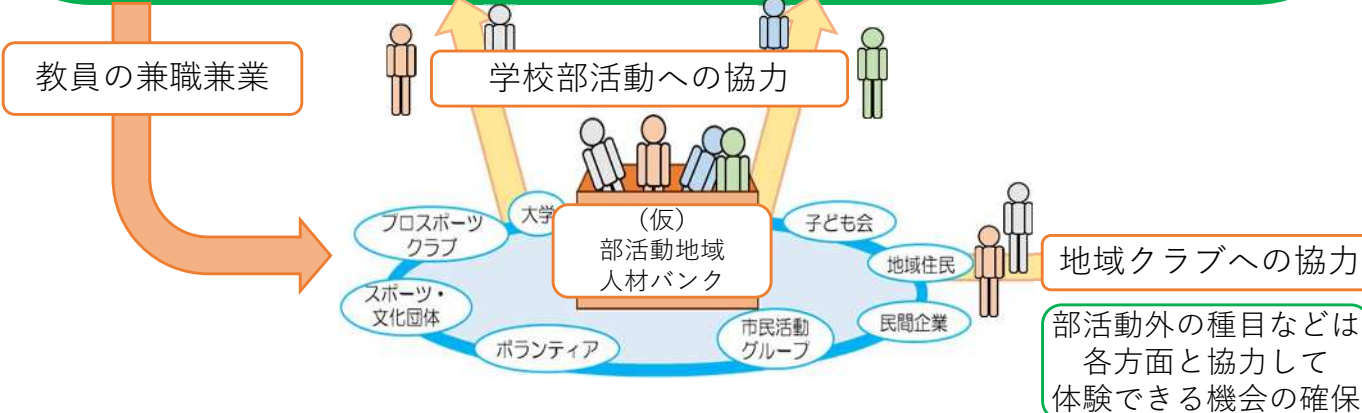 教員の兼職兼業
学校部活動への協力
プロスポーツ
クラブ
大学
（仮）
部活動地域
人材バンク
子ども会
地域住民
地域クラブへの協力
スポーツ・
文化団体
ボランティア
市民活動
グループ
民間企業
部活動外の種目などは
各方面と協力して
体験できる機会の確保